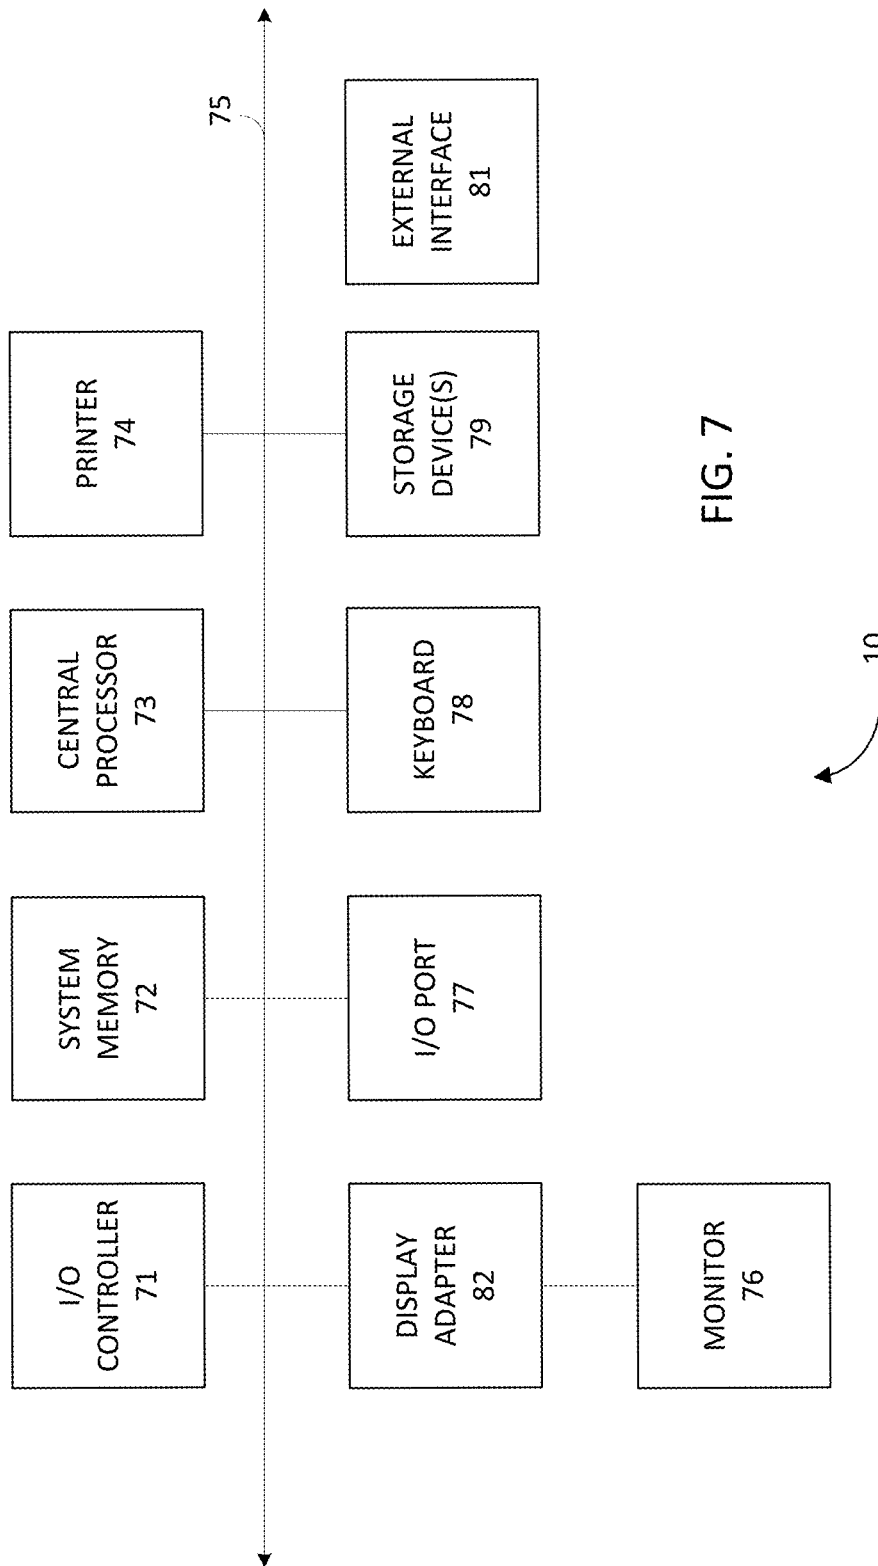 I/O
CONTROLLER
71
SYSTEM
MEMORY
72
CENTRAL
PROCESSOR
73
PRINTER
74
75
DISPLAY
ADAPTER
82
I/O PORT
77
KEYBOARD
78
STORAGE
DEVICE(S)
79
EXTERNAL
INTERFACE
81
MONITOR
76
FIG. 7
10